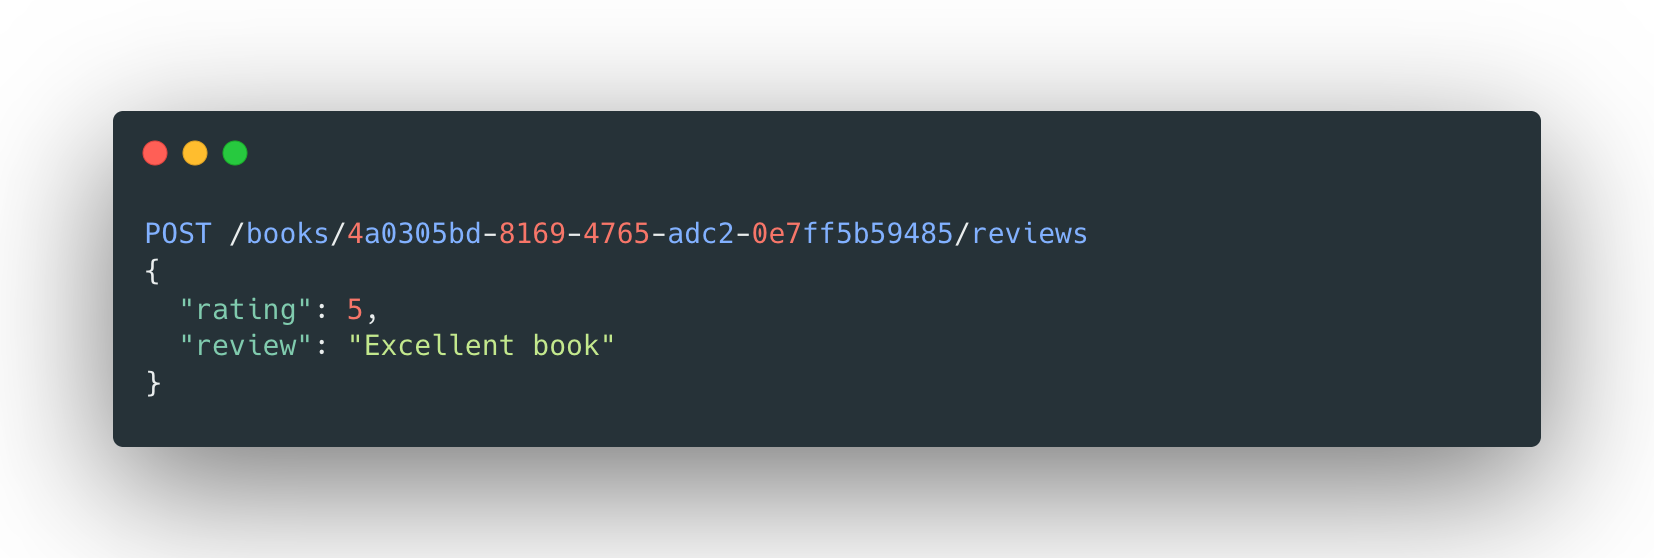 POST /books/4a0305bd-8169-4765-adc2-0e7ff5b59485/reviews
{
  "rating": 5,
  "review": "Excellent book"
}